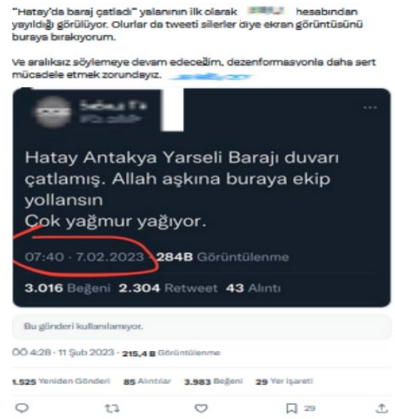 "Hatay'da baraj çatladı" yalanının ilk olarak hesabından
yayıldığı görülüyor. Olurlar da tweeti silerler diye ekran görüntüsünü
buraya bırakıyorum.
Ve aralıksız söylemeye devam edeceğim, dezenformasyonla daha sert
mücadele etmek zorundayız.
Hatay Antakya Yarseli Barajı duvarı
çatlamış. Allah aşkına buraya ekip
yollansın
Çok yağmur yağıyor.
07:40 · 7.02.2023 · 284B Görüntülenme
3.016 Beğeni 2.304 Retweet 43 Alıntı
Bu gönderi kullanılamıyor.
ÖÖ 4:28 · 11 Şub 2023 · 215,4 B Görüntülenme
1.525 Yeniden Gönderi 85 Alıntılar 3.983 Beğeni 29 Yer işareti
29